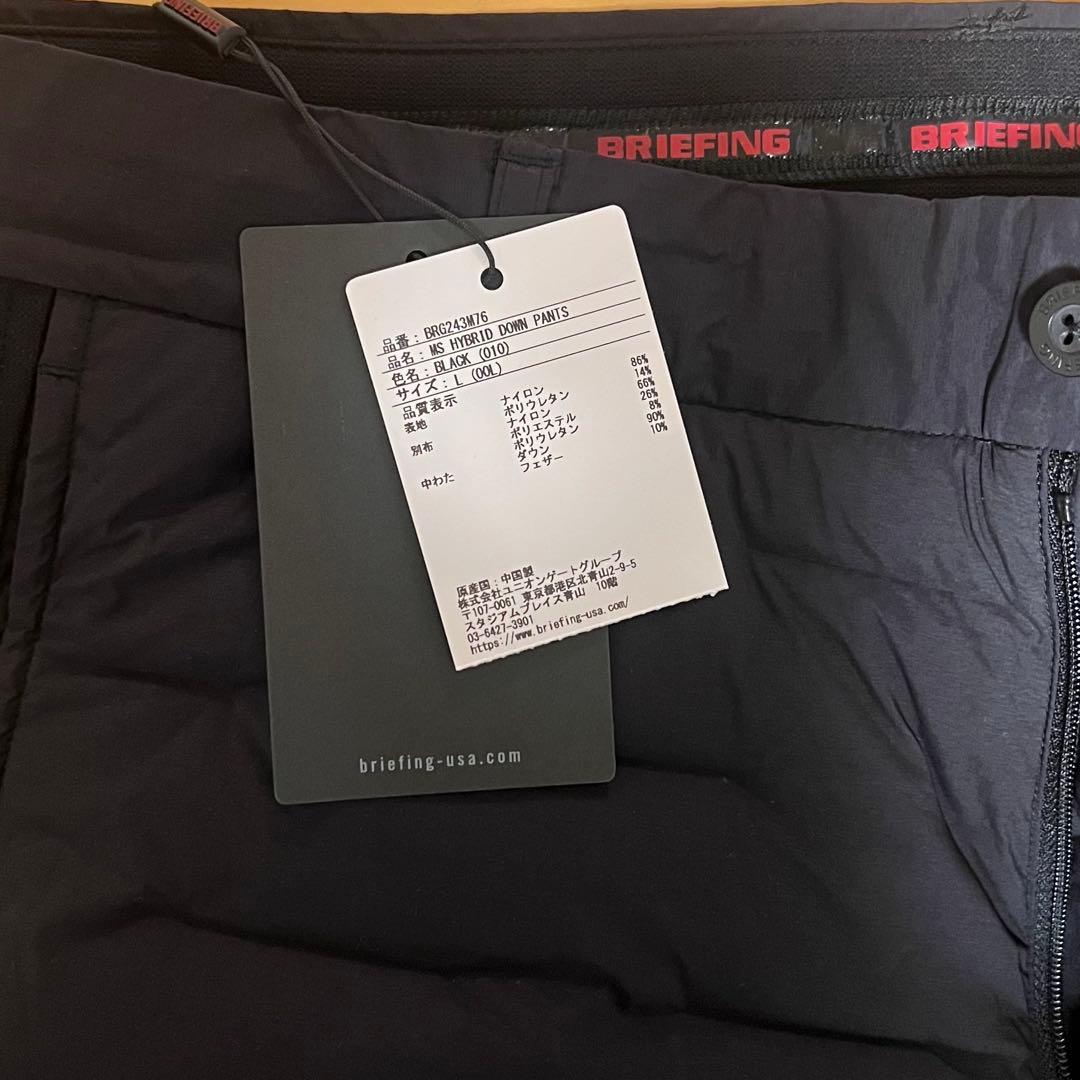 BRIEFING
BRIEFING
BRIEFING
品番：BRG243M76
品名：MS HYBRID DOWN PANTS
色名：BLACK (010)
サイズ：L (00L)
品質表示
表地 ナイロン 86%
ポリウレタン 14%
別布 ナイロン 66%
ポリエステル 26%
ポリウレタン 8%
中わた ダウン 90%
フェザー 10%
原産国：中国製
株式会社ユニオンゲートグループ
〒107-0061 東京都港区北青山2-9-5
スタジアムプレイス青山 10階
03-6427-3901
https://www.briefing-usa.com/
briefing-usa.com